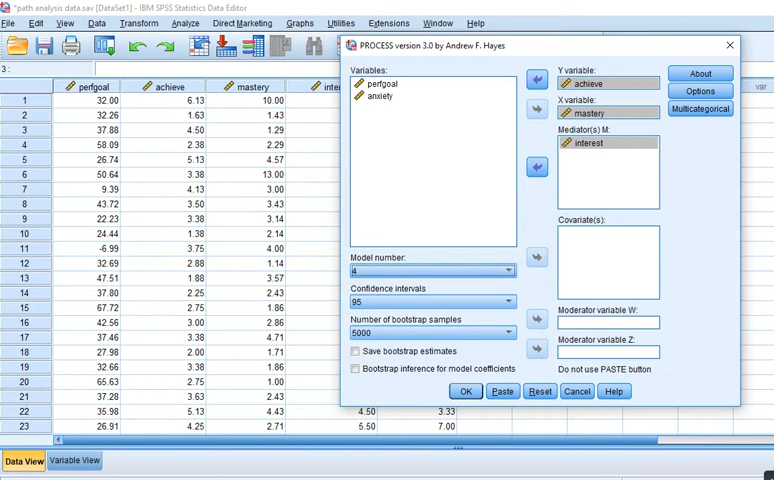 *path analysis data.sav [DataSet1] - IBM SPSS Statistics Data Editor
File Edit View Data Transform Analyze Direct Marketing Graphs Utilities Extensions Window Help
3 :
perfgoal achieve mastery inter var
1 32.00 6.13 10.00
2 32.26 1.63 1.43
3 37.88 4.50 1.29
4 58.09 2.38 2.29
5 26.74 5.13 4.57
6 50.64 3.38 13.00
7 9.39 4.13 3.00
8 43.72 3.50 3.43
9 22.23 3.38 3.14
10 24.44 1.38 2.14
11 -6.99 3.75 4.00
12 32.69 2.88 1.14
13 47.51 1.88 3.57
14 37.80 2.25 2.43
15 67.72 2.75 1.86
16 42.56 3.00 2.86
17 37.46 3.38 4.71
18 27.98 2.00 1.71
19 32.66 3.38 1.86
20 65.63 2.75 1.00
21 37.28 3.63 2.43
22 35.98 5.13 4.43 4.50 3.33
23 26.91 4.25 2.71 5.50 7.00
Data View Variable View
PROCESS version 3.0 by Andrew F. Hayes
Variables:
perfgoal
anxiety
Model number:
4
Confidence intervals
95
Number of bootstrap samples
5000
Save bootstrap estimates
Bootstrap inference for model coefficients
Y variable:
achieve
X variable:
mastery
Mediator(s) M:
interest
Covariate(s):
Moderator variable W:
Moderator variable Z:
Do not use PASTE button
About
Options
Multicategorical
OK Paste Reset Cancel Help